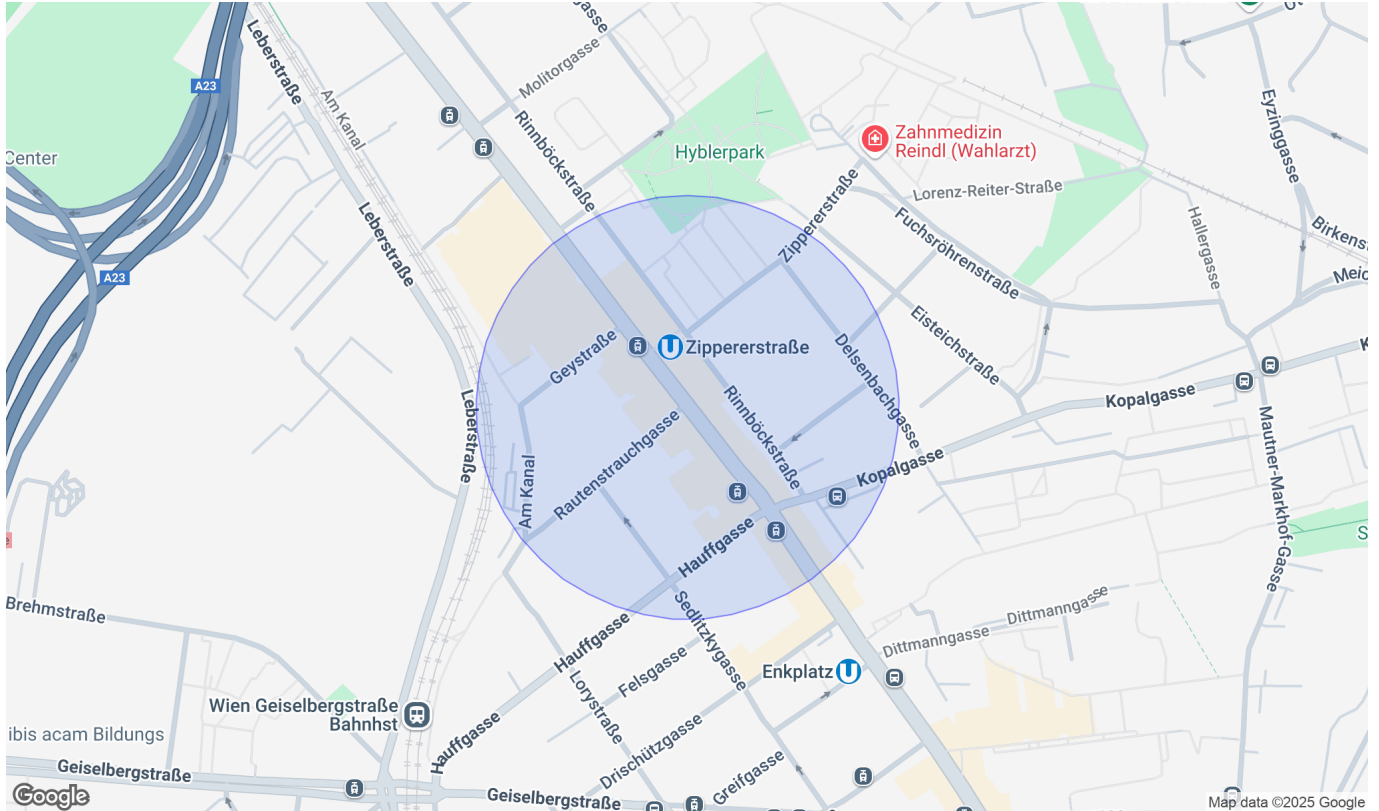 Leberstraße
Am Kanal
Molitorgasse
A23
Rinnböckstraße
Hyblerpark
Zahnmedizin
Reindl (Wahlarzt)
Eyzinggasse
Center
Lorenz-Reiter-Straße
Zippererstraße
Fuchsröhrenstraße
Hallergasse
Leberstraße
A23
Geystraße
Zippererstraße
Eisteichstraße
Delsenbachgasse
Leberstraße
Rinnböckstraße
Kopalgasse
Rautenstrauchgasse
Am Kanal
Kopalgasse
Mautner-Markhof-Gasse
Hauffgasse
Brehmstraße
Sedlitzkygasse
Dittmanngasse
Dittmanngasse
Hauffgasse
Felsgasse
Enkplatz
Lorystraße
Wien Geiselbergstraße
Bahnhst
ibis acam Bildungs
Hauffgasse
Drischützgasse
Greifgasse
Geiselbergstraße
Geiselbergstraße
Google
Map data ©2025 Google